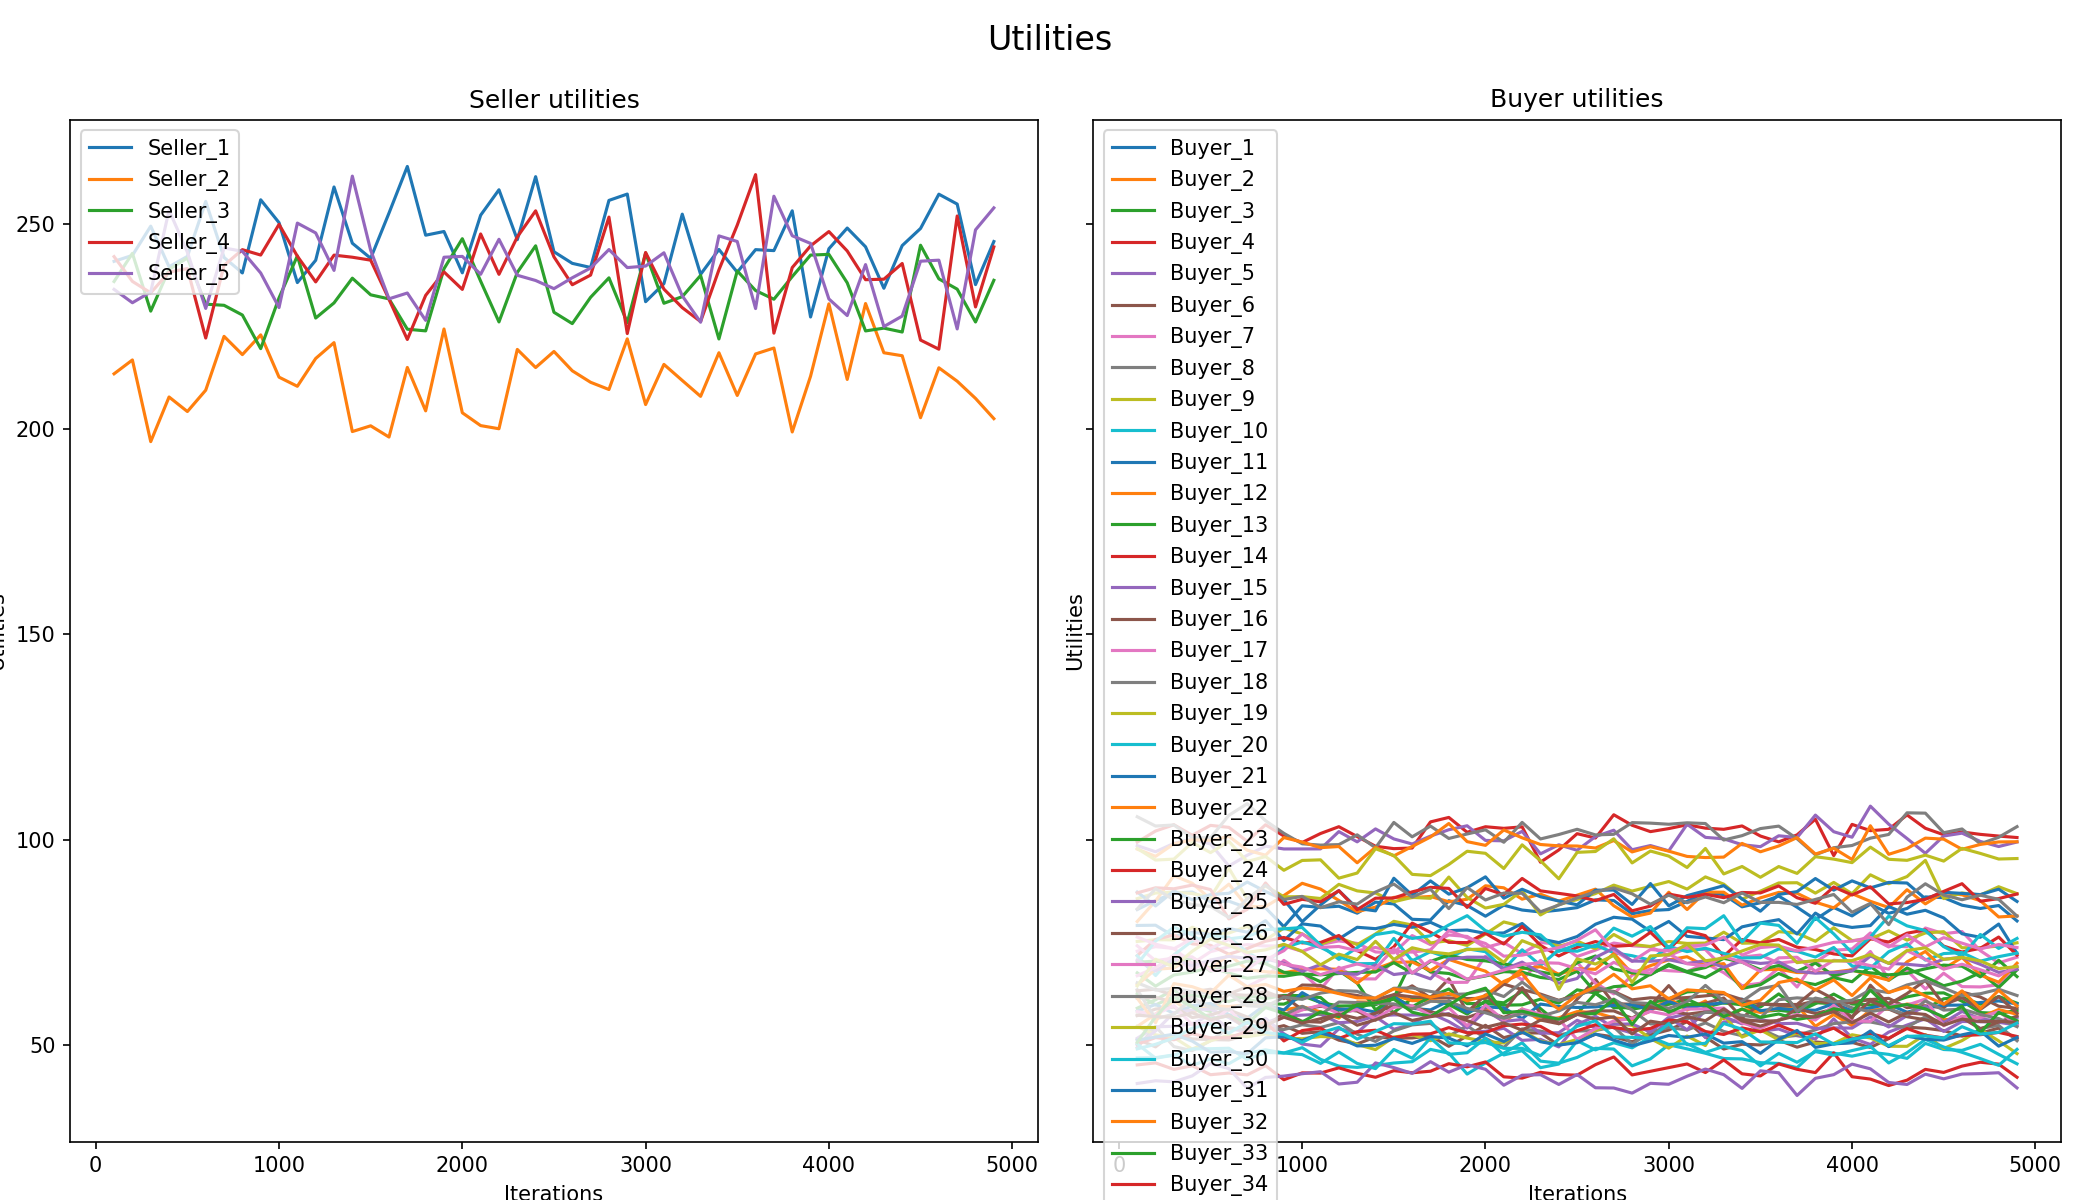 Utilities
Seller utilities
Seller_1
Seller_2
Seller_3
Seller_4
Seller_5
250
200
150
100
50
0
1000
2000
3000
4000
5000
Iterations
Buyer utilities
Utilities
Buyer_1
Buyer_2
Buyer_3
Buyer_4
Buyer_5
Buyer_6
Buyer_7
Buyer_8
Buyer_9
Buyer_10
Buyer_11
Buyer_12
Buyer_13
Buyer_14
Buyer_15
Buyer_16
Buyer_17
Buyer_18
Buyer_19
Buyer_20
Buyer_21
Buyer_22
Buyer_23
Buyer_24
Buyer_25
Buyer_26
Buyer_27
Buyer_28
Buyer_29
Buyer_30
Buyer_31
Buyer_32
Buyer_33
Buyer_34
0
1000
2000
3000
4000
5000
Iterations